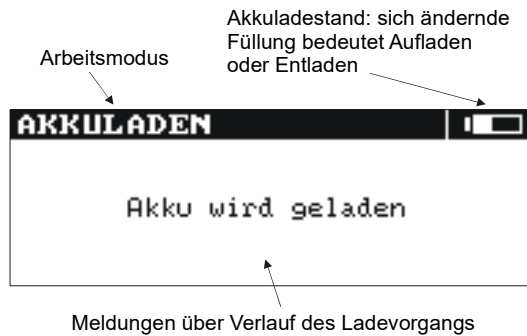 Akkuladestand: sich ändernde
Füllung bedeutet Aufladen
oder Entladen
Arbeitsmodus
AKKULADEN
Akku wird geladen
Meldungen über Verlauf des Ladevorgangs